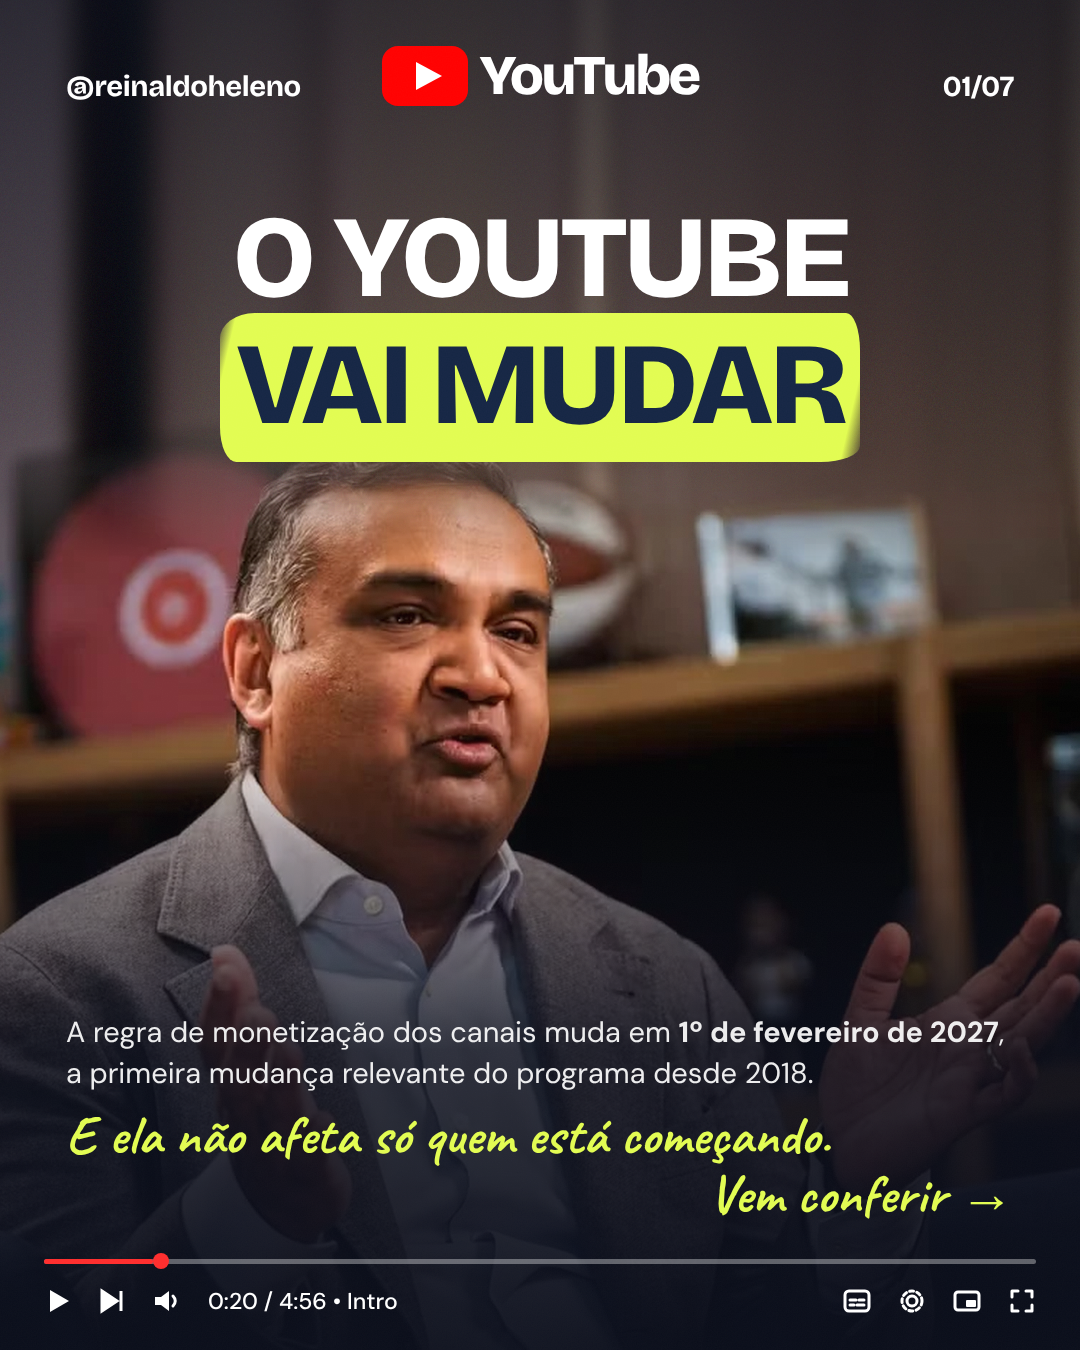 @reinaldoheleno
YouTube
01/07
O YOUTUBE
VAI MUDAR
A regra de monetização dos canais muda em 1º de fevereiro de 2027,
a primeira mudança relevante do programa desde 2018.
E ela não afeta só quem está começando.
Vem conferir →
0:20 / 4:56 • Intro